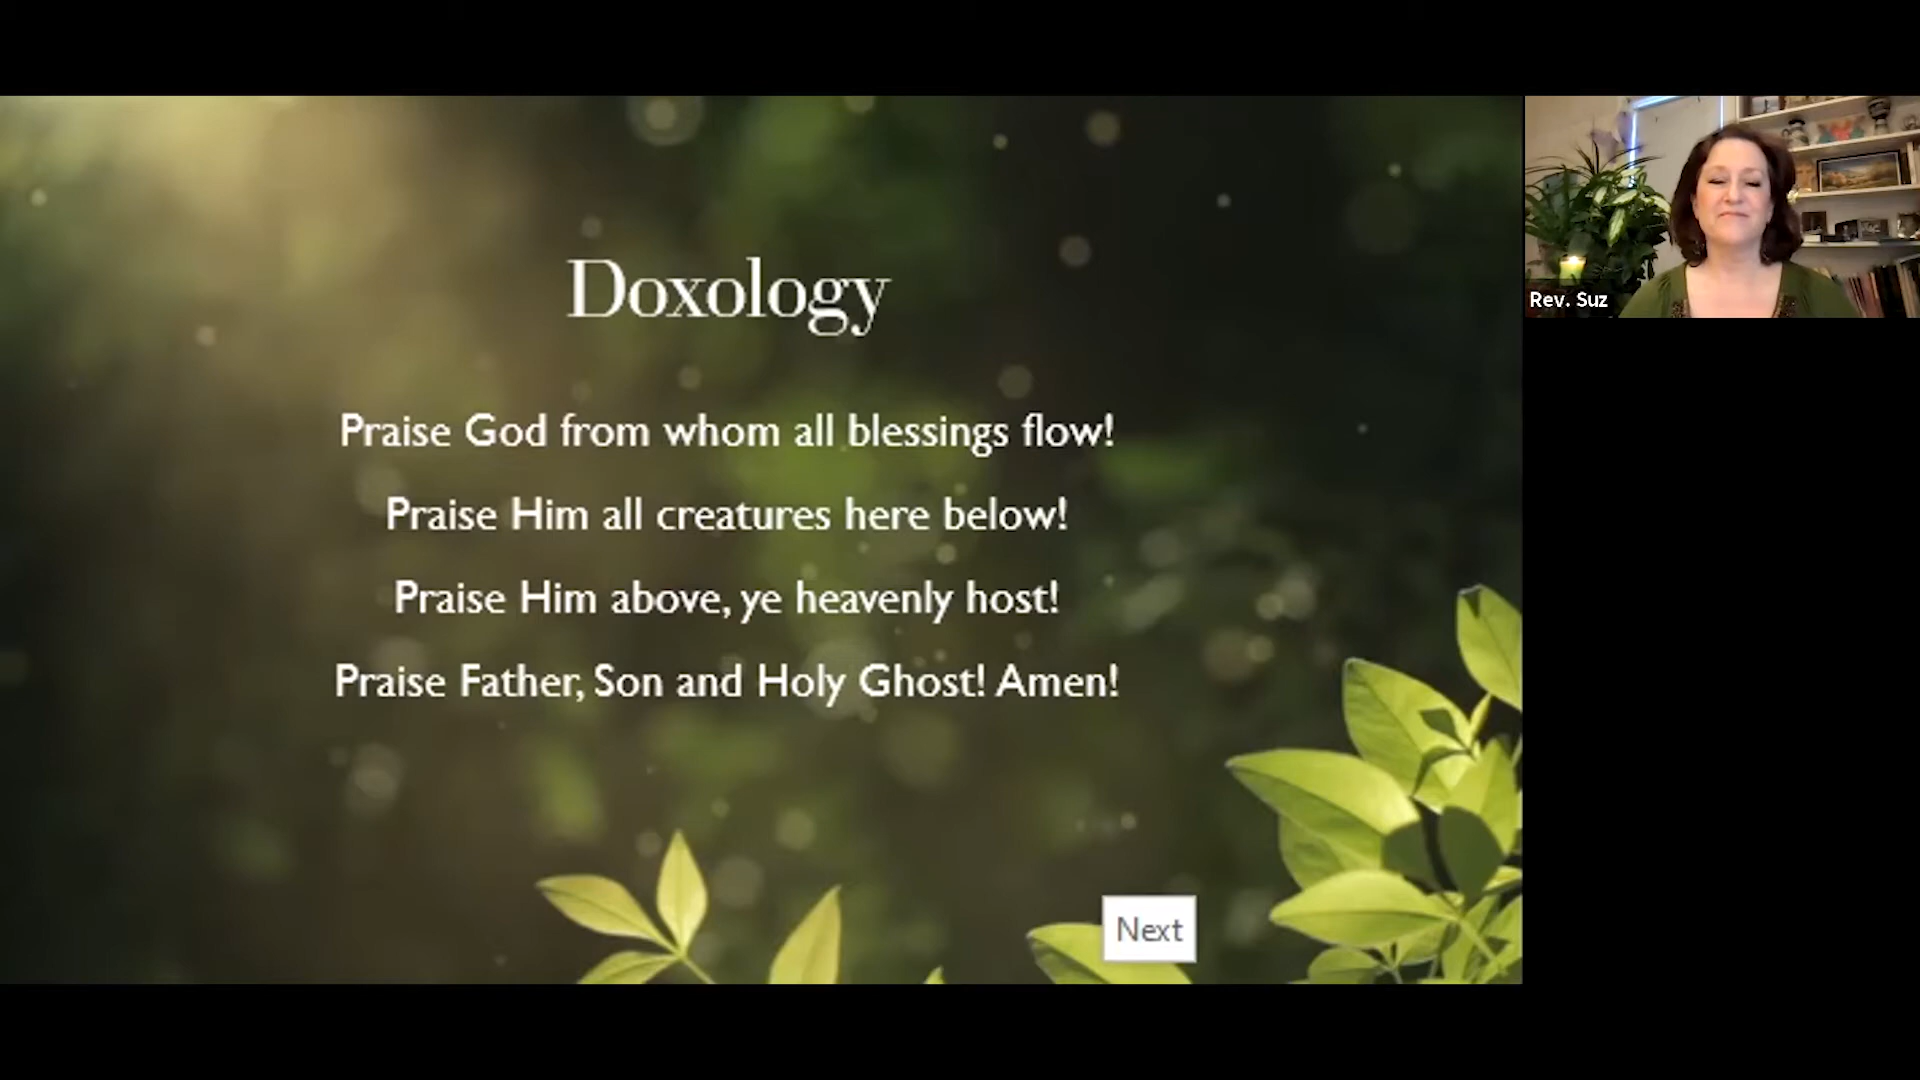 Doxology
Praise God from whom all blessings flow!
Praise Him all creatures here below!
Praise Him above, ye heavenly host!
Praise Father, Son and Holy Ghost! Amen!
Next
Rev. Suz